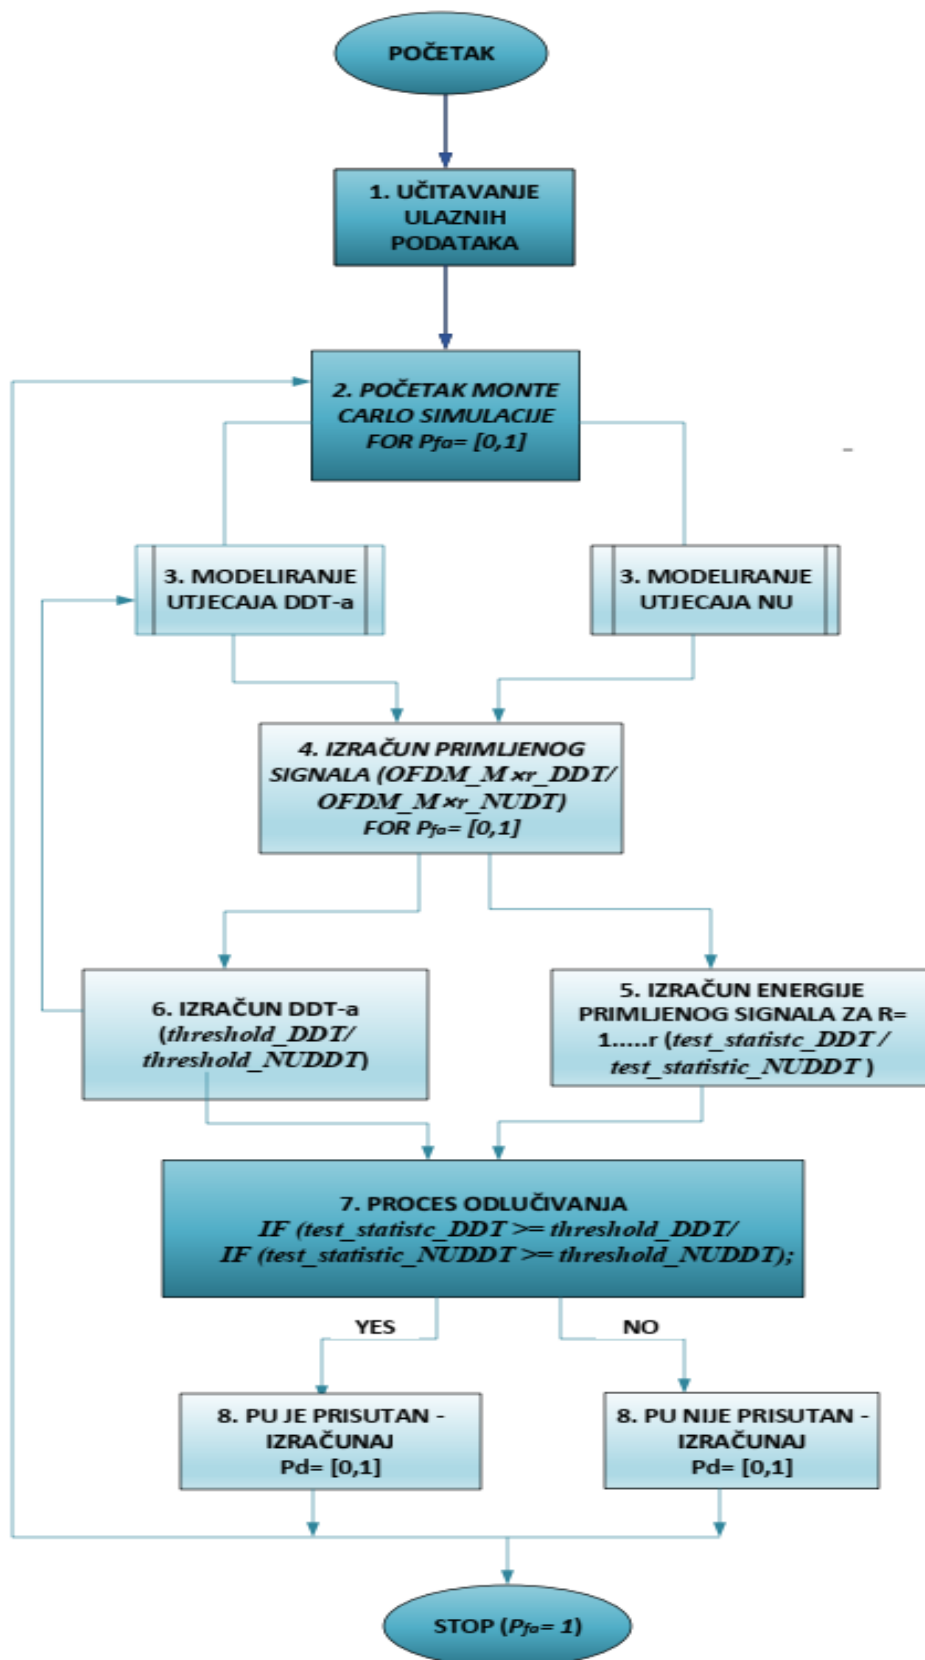 POČETAK
1. UČITAVANJE
ULAZNIH
PODATAKA
2. POČETAK MONTE
CARLO SIMULACIJE
FOR Pfa= [0,1]
3. MODELIRANJE
UTJECAJA DDT-a
3. MODELIRANJE
UTJECAJA NU
4. IZRAČUN PRIMLJENOG
SIGNALA (OFDM_M×r_DDT/
OFDM_M×r_NUDT)
FOR Pfa= [0,1]
6. IZRAČUN DDT-a
(threshold_DDT/
threshold_NUDDT)
5. IZRAČUN ENERGIJE
PRIMLJENOG SIGNALA ZA R=
1.....r (test_statistc_DDT /
test_statistic_NUDDT )
7. PROCES ODLUČIVANJA
IF (test_statistc_DDT >= threshold_DDT/
IF (test_statistic_NUDDT >= threshold_NUDDT);
YES
NO
8. PU JE PRISUTAN -
IZRAČUNAJ
Pd= [0,1]
8. PU NIJE PRISUTAN -
IZRAČUNAJ
Pd= [0,1]
STOP (Pfa= 1)